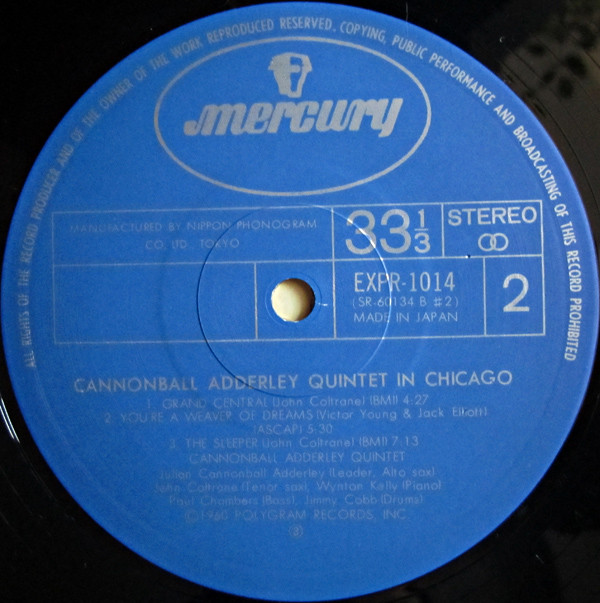 ALL RIGHTS OF THE RECORD PRODUCER AND OF THE OWNER OF THE WORK REPRODUCED RESERVED. COPYING, PUBLIC PERFORMANCE AND BROADCASTING OF THIS RECORD PROHIBITED
mercury
MANUFACTURED BY NIPPON PHONOGRAM
CO. LTD., TOKYO
33 1/3
STEREO
EXPR-1014
(SR-60134 B #2)
MADE IN JAPAN
2
CANNONBALL ADDERLEY QUINTET IN CHICAGO
1. GRAND CENTRAL (John Coltrane) (BMI) 4:27
2. YOU'RE A WEAVER OF DREAMS (Victor Young & Jack Elliott)
(ASCAP) 5:30
3. THE SLEEPER (John Coltrane) (BMI) 7:13
CANNONBALL ADDERLEY QUINTET
Julian Cannonball Adderley (Leader, Alto sax),
John Coltrane (Tenor sax), Wynton Kelly (Piano)
Paul Chambers (Bass), Jimmy Cobb (Drums)
©1960 POLYGRAM RECORDS, INC.